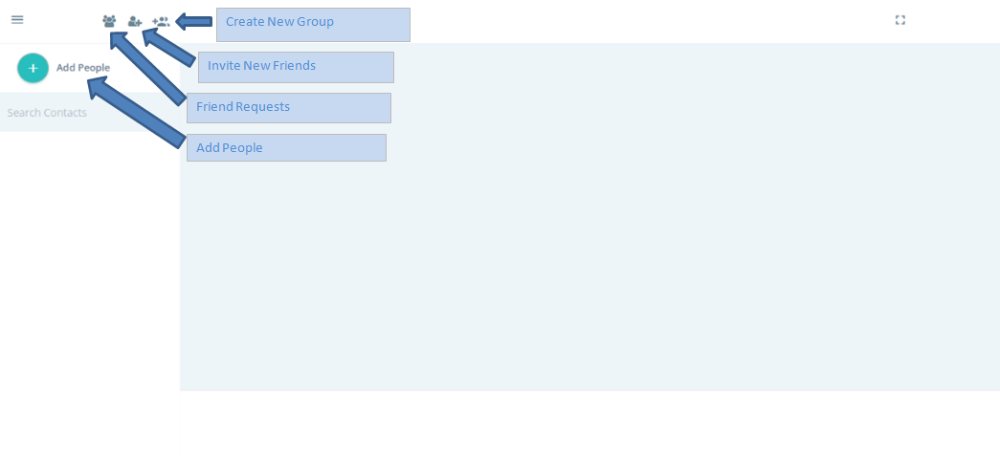 Create New Group
Invite New Friends
Add People
Friend Requests
Search Contacts
Add People